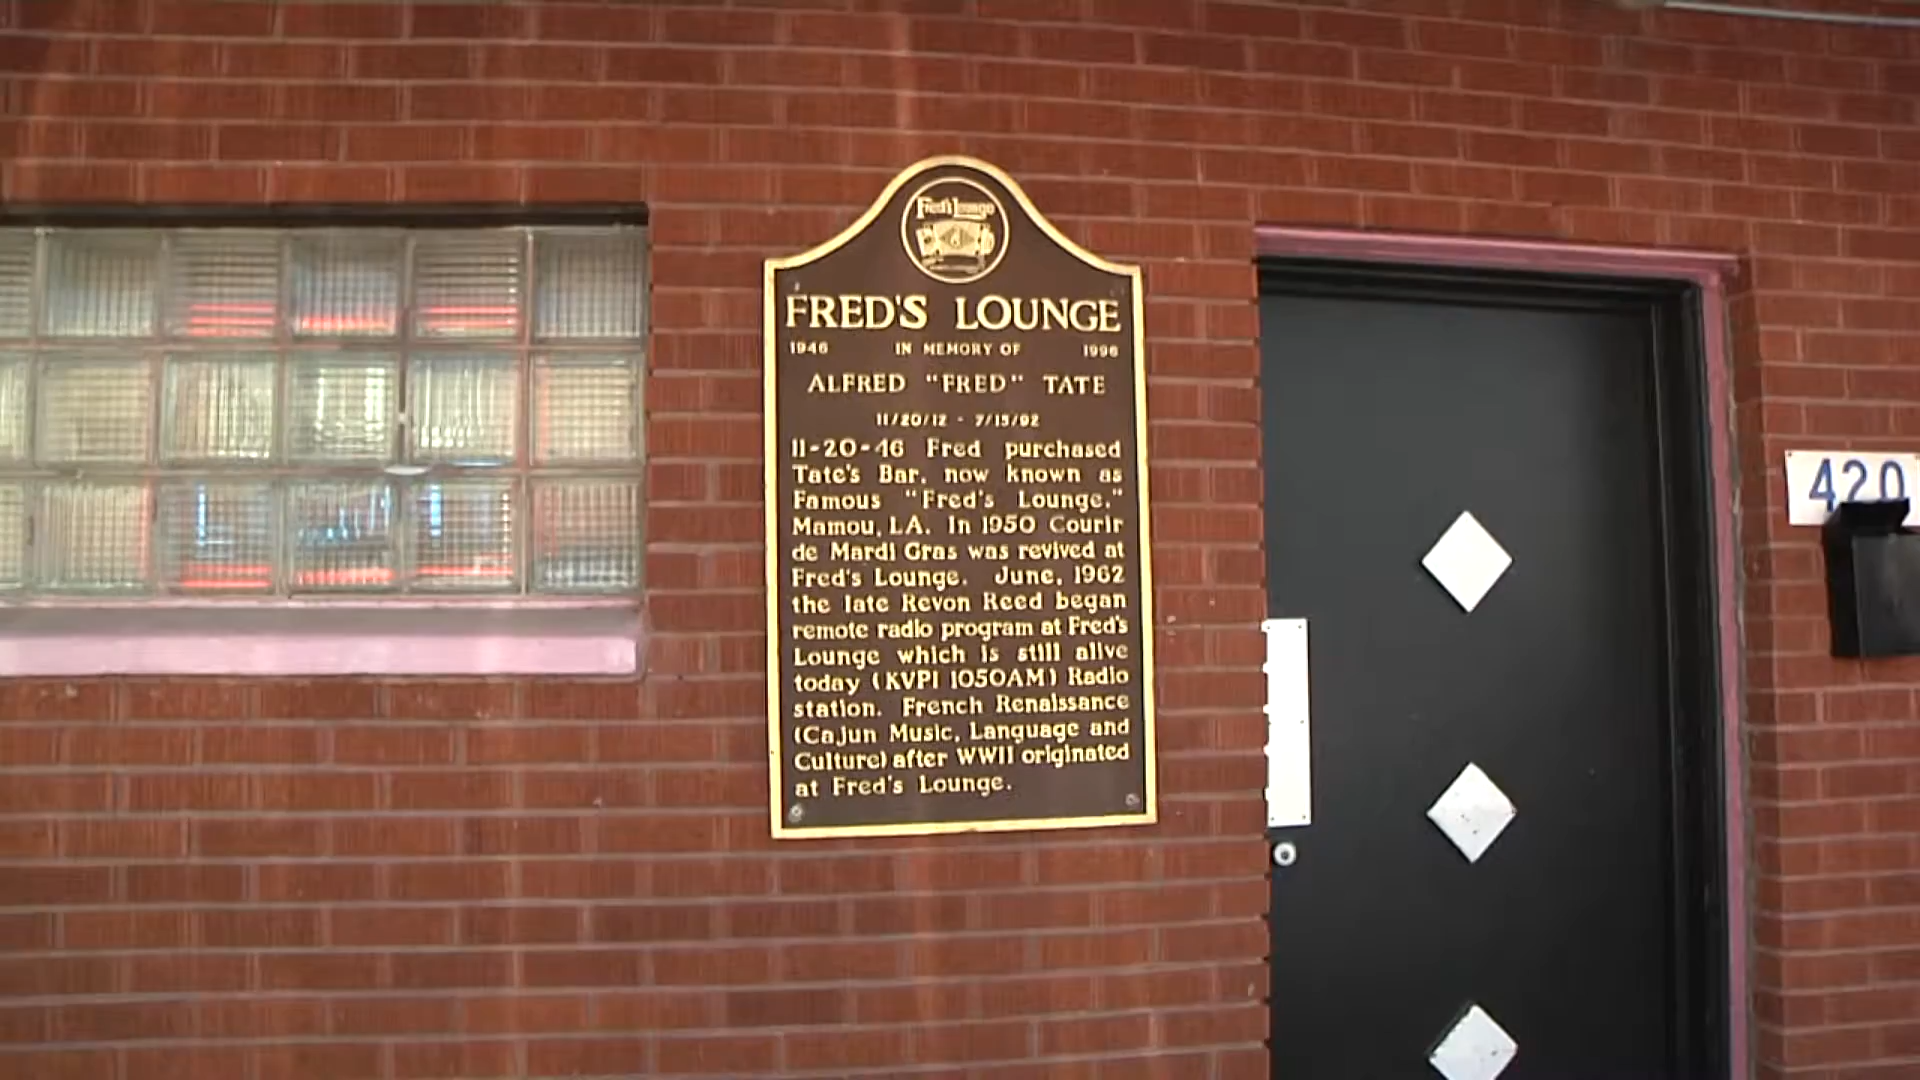 Fred's Lounge
FRED'S LOUNGE
1946 IN MEMORY OF 1996
ALFRED "FRED" TATE
11/20/12 - 7/15/92
11-20-46 Fred purchased
Tate's Bar, now known as
Famous "Fred's Lounge."
Mamou, LA. In 1950 Courir
de Mardi Gras was revived at
Fred's Lounge. June, 1962
the late Revon Reed began
remote radio program at Fred's
Lounge which is still alive
today (KVPI 1050AM) Radio
station. French Renaissance
(Cajun Music, Language and
Culture) after WWII originated
at Fred's Lounge.
420